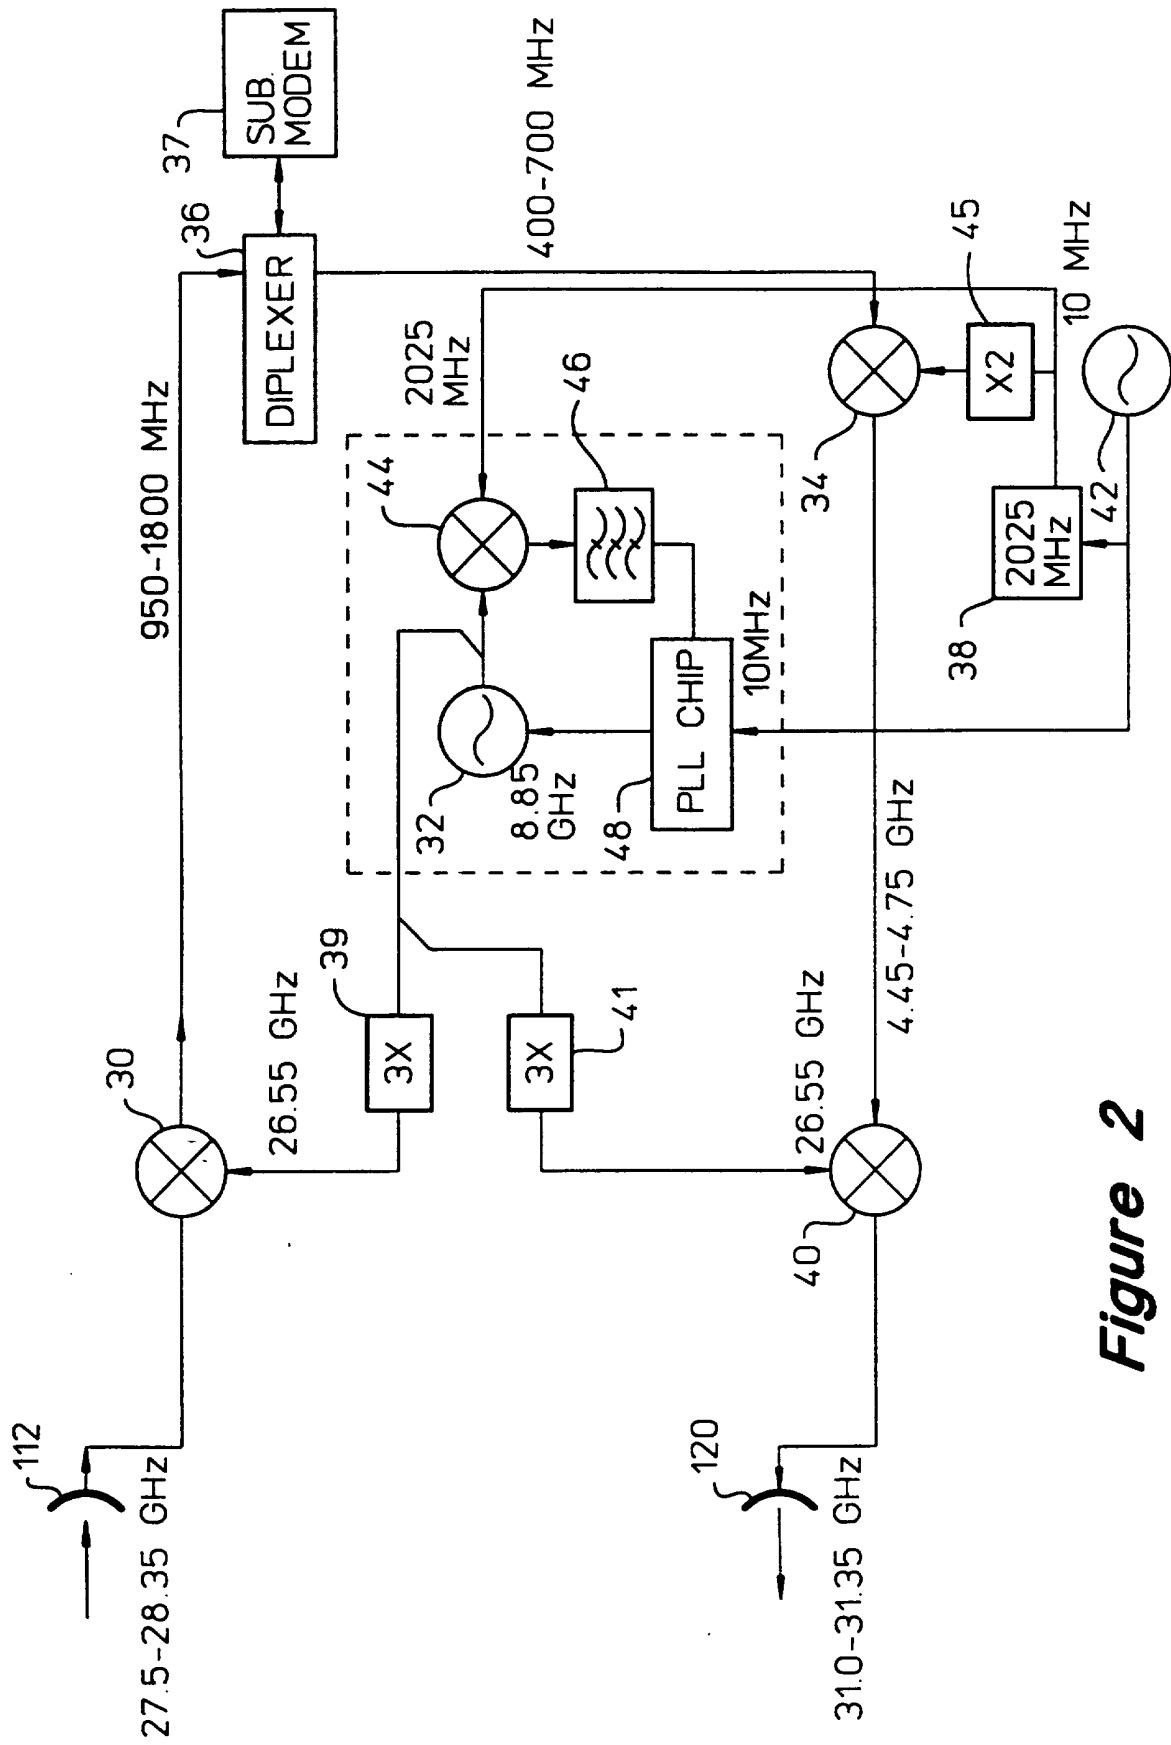 112
27.5-28.35 GHz
30
950-1800 MHz
26.55 GHz
39
3X
3X
41
26.55 GHz
36
DIPLEXER
37
SUB.
MODEM
400-700 MHz
32
8.85
GHz
44
2025
MHz
46
48
PLL CHIP
10MHz
34
X2
45
10 MHz
42
38
2025
MHz
4.45-4.75 GHz
40
120
31.0-31.35 GHz
Figure 2